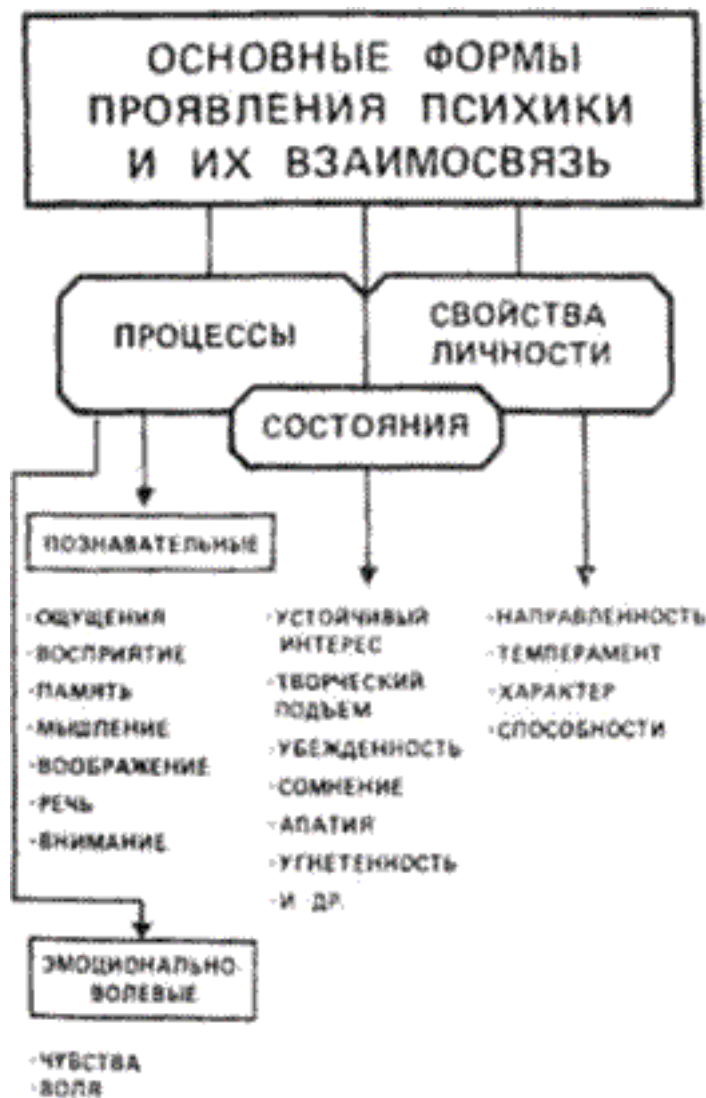 ОСНОВНЫЕ ФОРМЫ
ПРОЯВЛЕНИЯ ПСИХИКИ
И ИХ ВЗАИМОСВЯЗЬ
ПРОЦЕССЫ
СВОЙСТВА
ЛИЧНОСТИ
СОСТОЯНИЯ
ПОЗНАВАТЕЛЬНЫЕ
-ОЩУЩЕНИЯ
-ВОСПРИЯТИЕ
-ПАМЯТЬ
-МЫШЛЕНИЕ
-ВООБРАЖЕНИЕ
-РЕЧЬ
-ВНИМАНИЕ
-УСТОЙЧИВЫЙ
ИНТЕРЕС
-ТВОРЧЕСКИЙ
ПОДЪЕМ
-УБЕЖДЕННОСТЬ
-СОМНЕНИЕ
-АПАТИЯ
-УГНЕТЕННОСТЬ
-И ДР.
-НАПРАВЛЕННОСТЬ
-ТЕМПЕРАМЕНТ
-ХАРАКТЕР
-СПОСОБНОСТИ
ЭМОЦИОНАЛЬНО-
ВОЛЕВЫЕ
-ЧУВСТВА
-ВОЛЯ